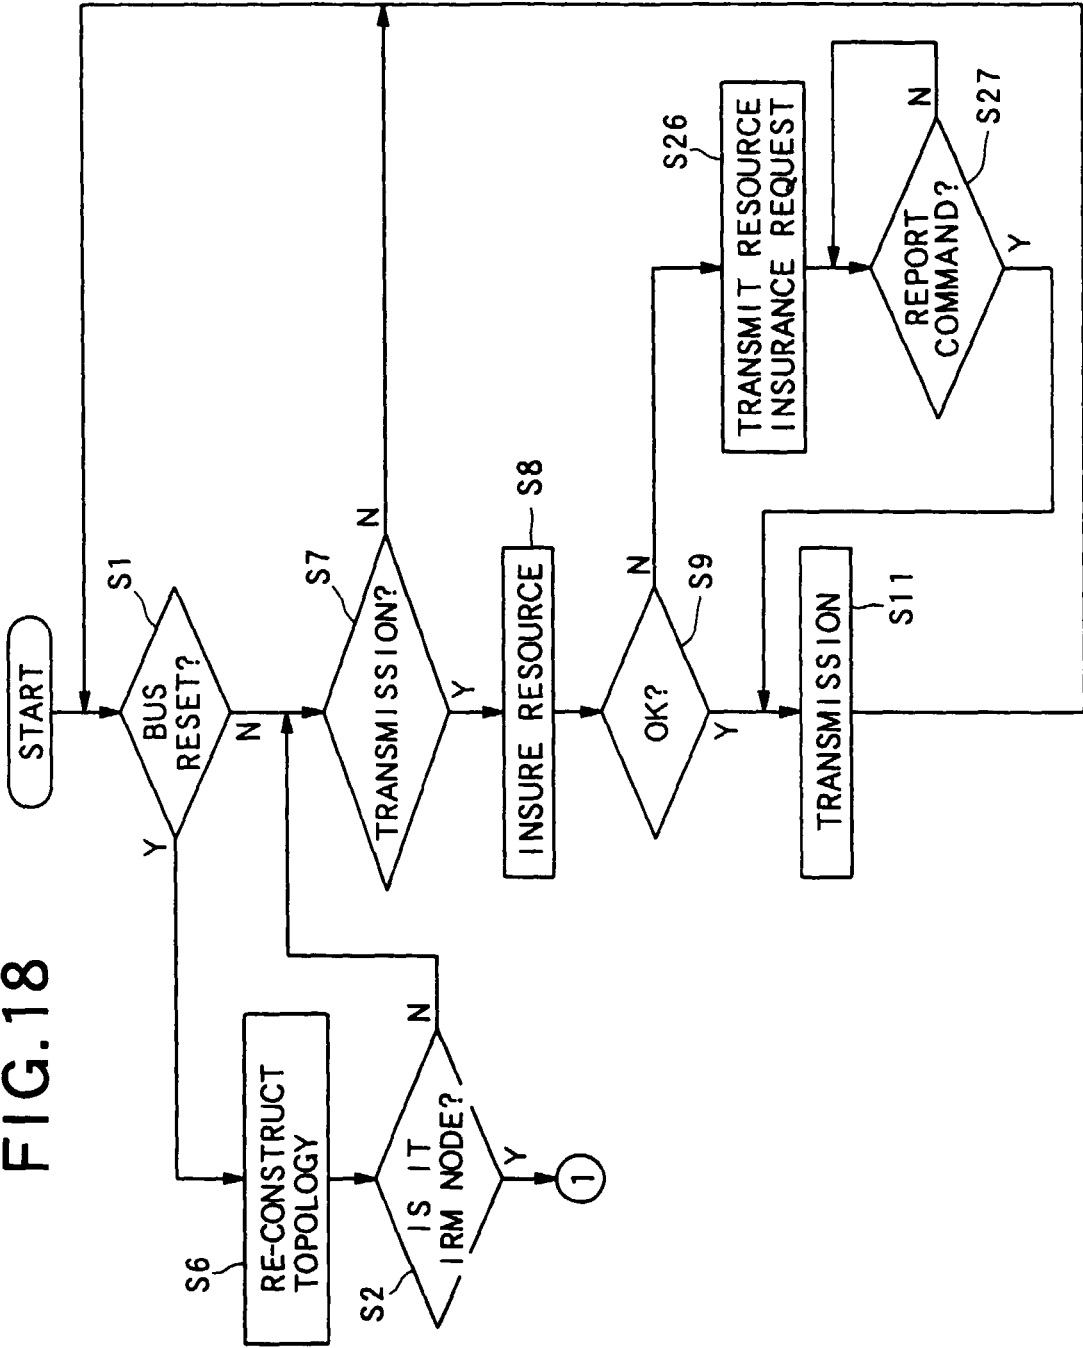 FIG.18
START
S1
BUS
RESET?
Y
N
S6
RE-CONSTRUCT
TOPOLOGY
S2
IS IT
IRM NODE?
N
Y
1
S7
TRANSMISSION?
N
Y
S8
INSURE RESOURCE
S9
OK?
N
Y
S26
TRANSMIT RESOURCE
INSURANCE REQUEST
S27
REPORT
COMMAND?
N
Y
TRANSMISSION
S11